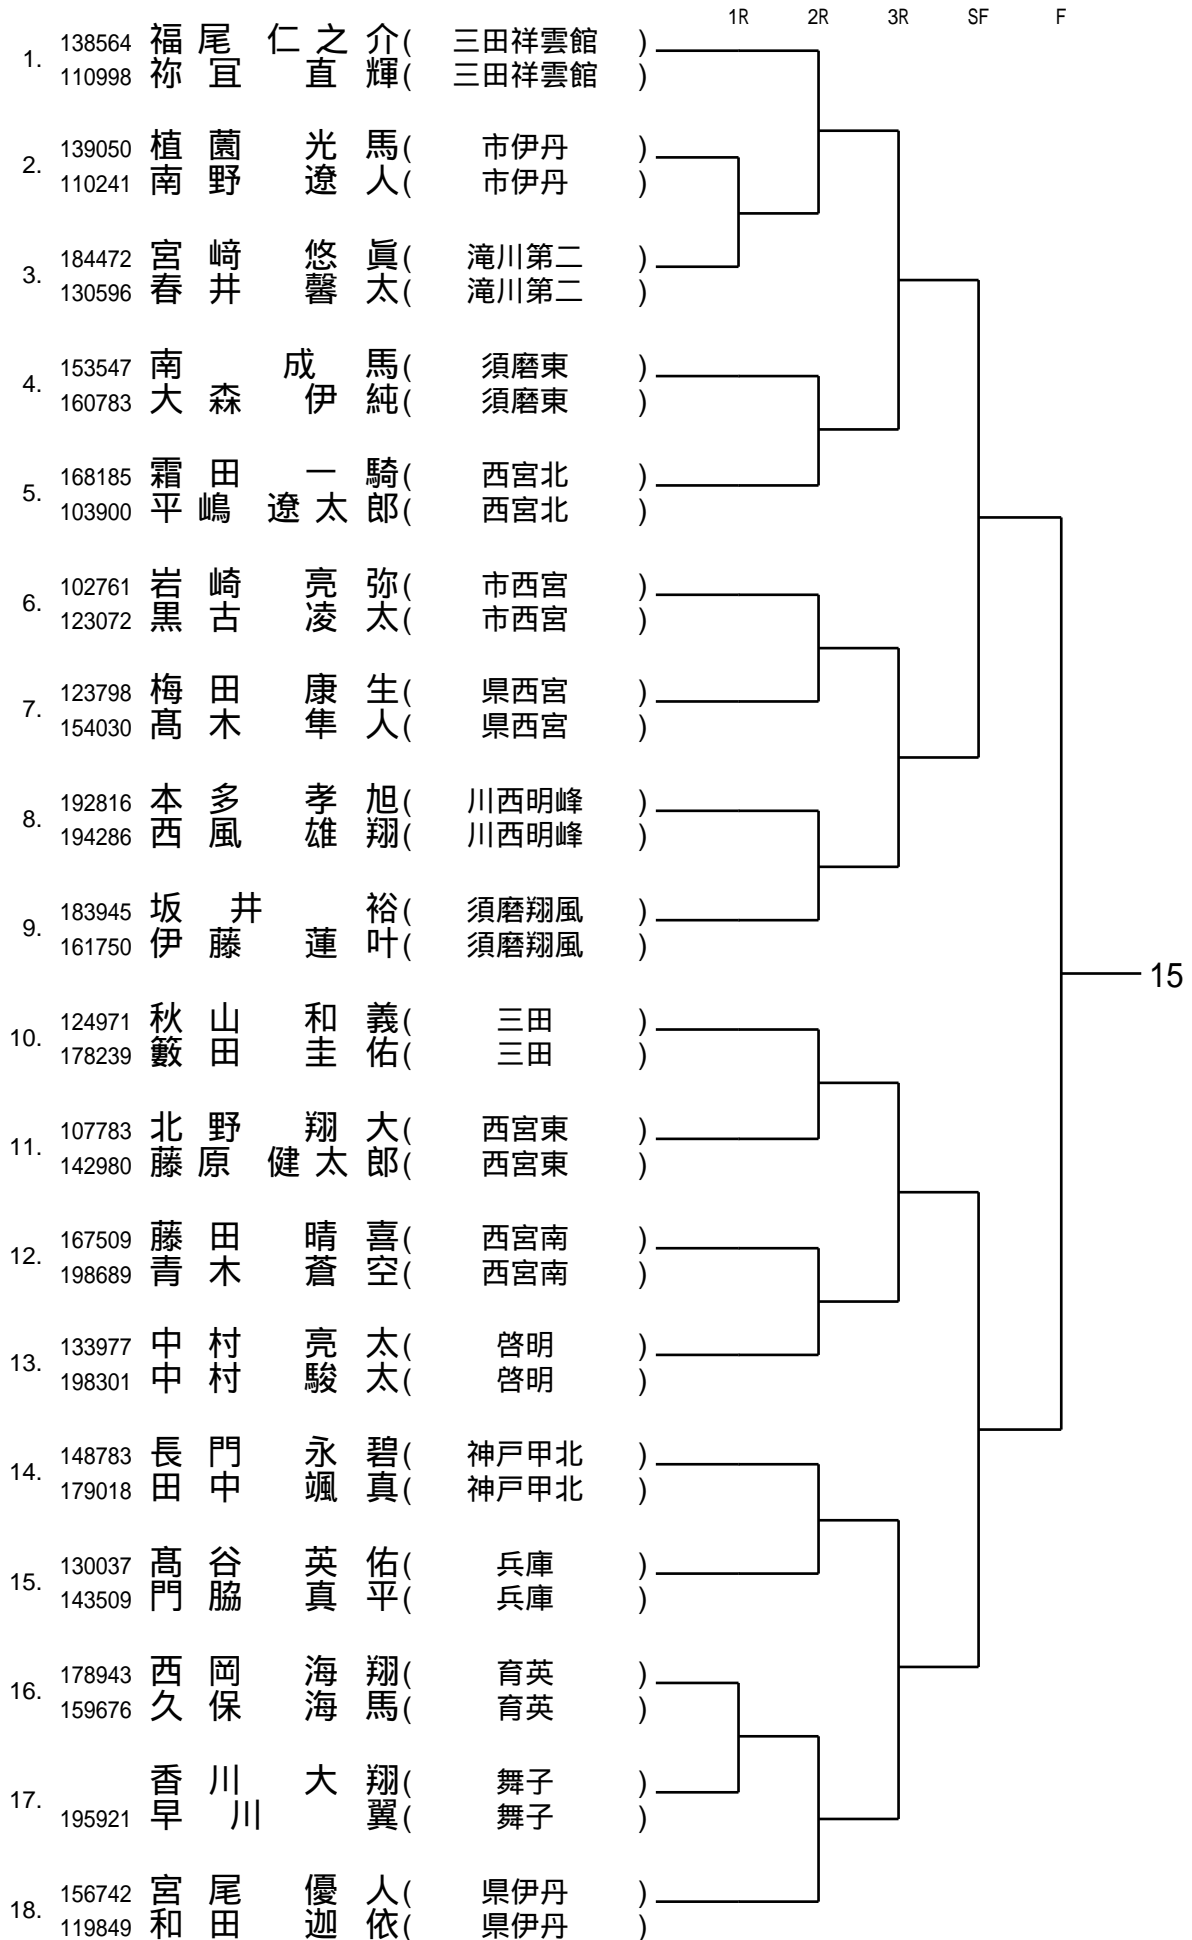 1R 2R 3R SF F
1. 138564 福尾 仁之介( 三田祥雲館 )
110998 祢冝 直輝( 三田祥雲館 )
2. 139050 植薗 光馬( 市伊丹 )
110241 南野 遼人( 市伊丹 )
3. 184472 宮﨑 悠眞( 滝川第二 )
130596 春井 馨太( 滝川第二 )
4. 153547 南 成馬( 須磨東 )
160783 大森 伊純( 須磨東 )
5. 168185 霜田 一騎( 西宮北 )
103900 平嶋 遼太郎( 西宮北 )
6. 102761 岩崎 亮弥( 市西宮 )
123072 黒古 凌太( 市西宮 )
7. 123798 梅田 康生( 県西宮 )
154030 髙木 隼人( 県西宮 )
8. 192816 本多 孝旭( 川西明峰 )
194286 西風 雄翔( 川西明峰 )
9. 183945 坂井 裕( 須磨翔風 )
161750 伊藤 蓮叶( 須磨翔風 )
15
10. 124971 秋山 和義( 三田 )
178239 籔田 圭佑( 三田 )
11. 107783 北野 翔大( 西宮東 )
142980 藤原 健太郎( 西宮東 )
12. 167509 藤田 晴喜( 西宮南 )
198689 青木 蒼空( 西宮南 )
13. 133977 中村 亮太( 啓明 )
198301 中村 駿太( 啓明 )
14. 148783 長門 永碧( 神戸甲北 )
179018 田中 颯真( 神戸甲北 )
15. 130037 髙谷 英佑( 兵庫 )
143509 門脇 真平( 兵庫 )
16. 178943 西岡 海翔( 育英 )
159676 久保 海馬( 育英 )
17. 香川 大翔( 舞子 )
195921 早川 翼( 舞子 )
18. 156742 宮尾 優人( 県伊丹 )
119849 和田 迦依( 県伊丹 )